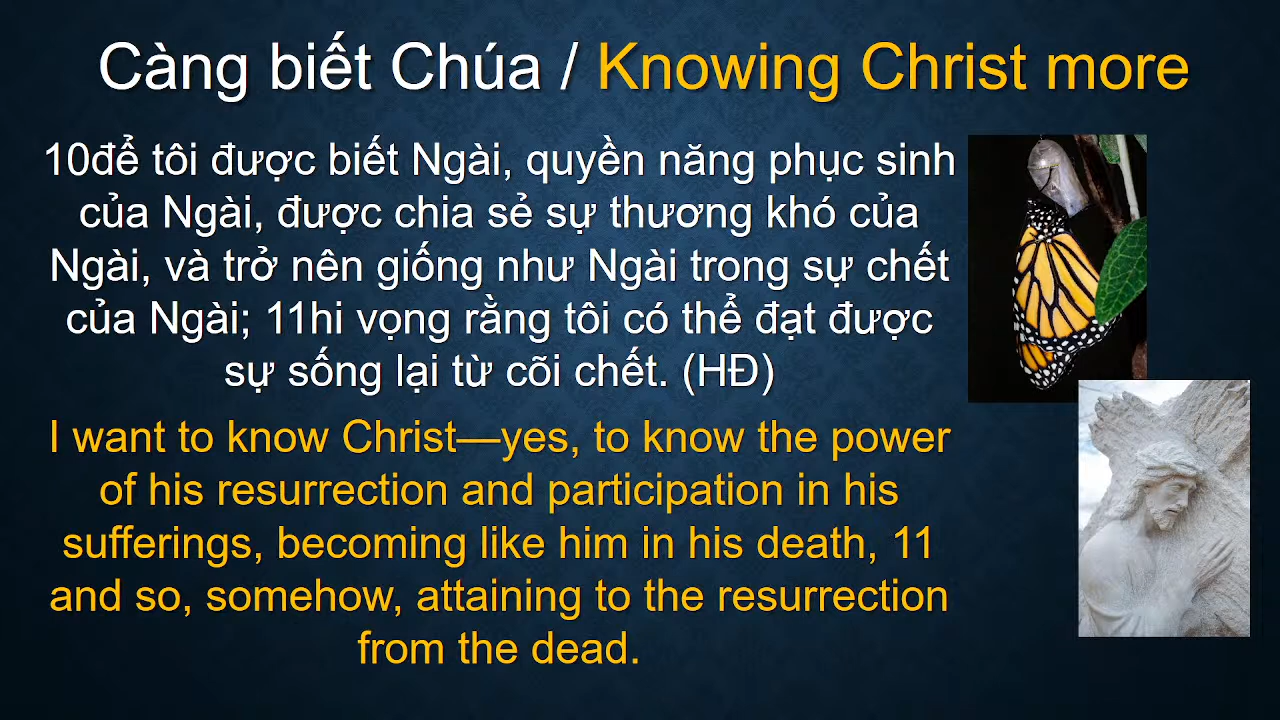 Càng biết Chúa / Knowing Christ more
10để tôi được biết Ngài, quyền năng phục sinh
của Ngài, được chia sẻ sự thương khó của
Ngài, và trở nên giống như Ngài trong sự chết
của Ngài; 11hi vọng rằng tôi có thể đạt được
sự sống lại từ cõi chết. (HĐ)
I want to know Christ—yes, to know the power
of his resurrection and participation in his
sufferings, becoming like him in his death, 11
and so, somehow, attaining to the resurrection
from the dead.